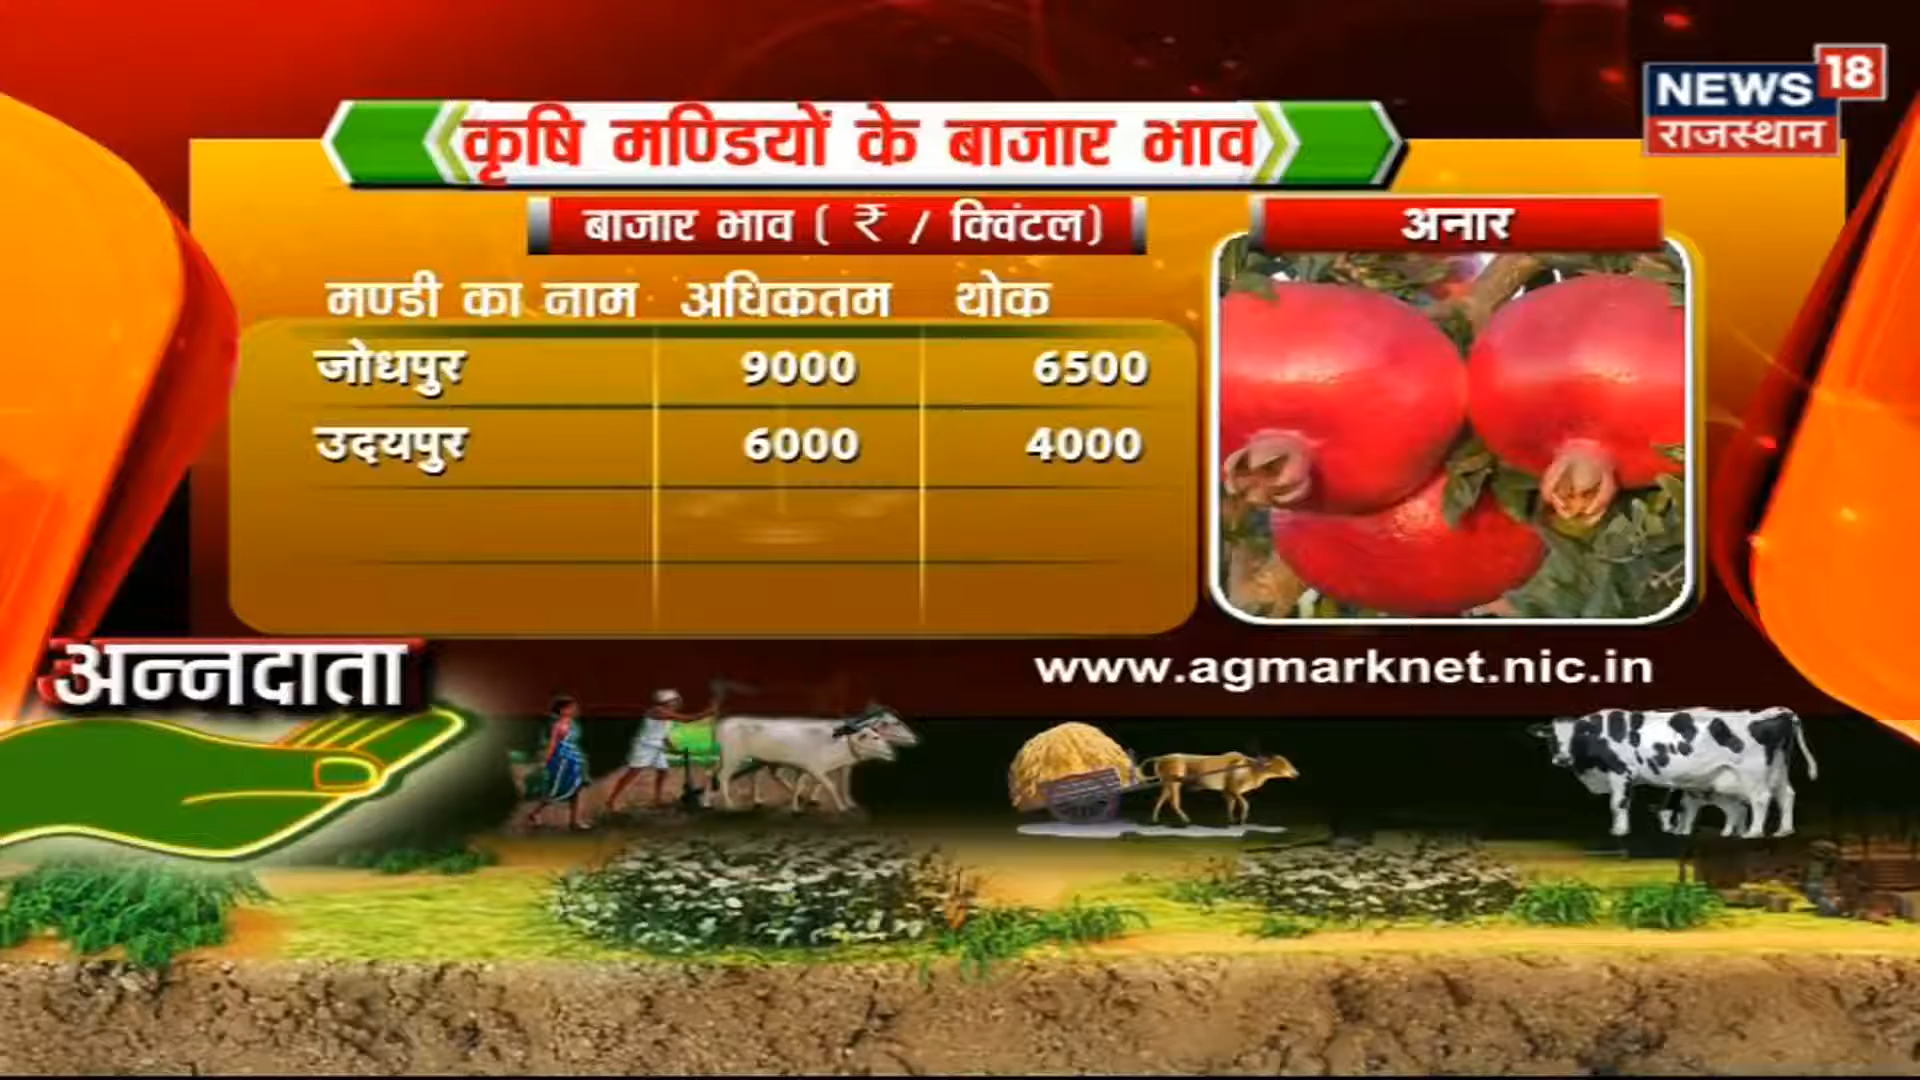 NEWS 18
राजस्थान
कृषि मण्डियों के बाजार भाव
बाजार भाव ( ₹ / क्विंटल)
अनार
मण्डी का नाम अधिकतम थोक
जोधपुर 9000 6500
उदयपुर 6000 4000
अन्नदाता
www.agmarknet.nic.in